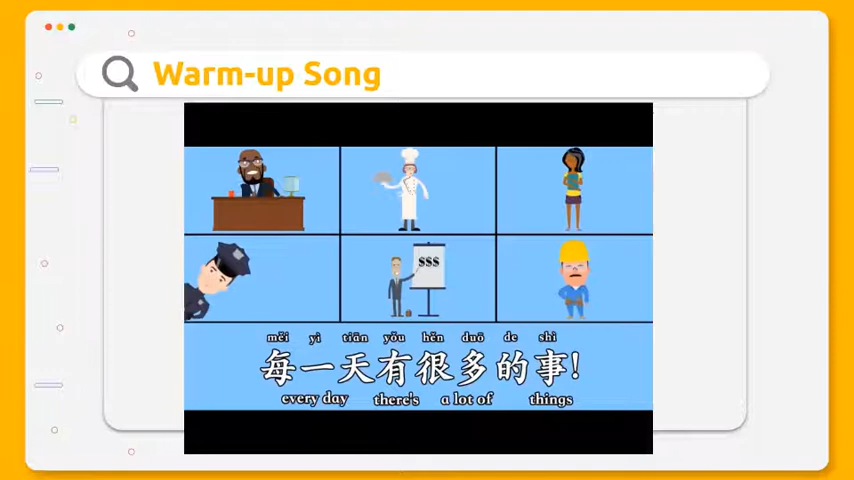 Warm-up Song
$$$
měi yì tiān yǒu hěn duō de shì
每一天有很多的事!
every day there's a lot of things